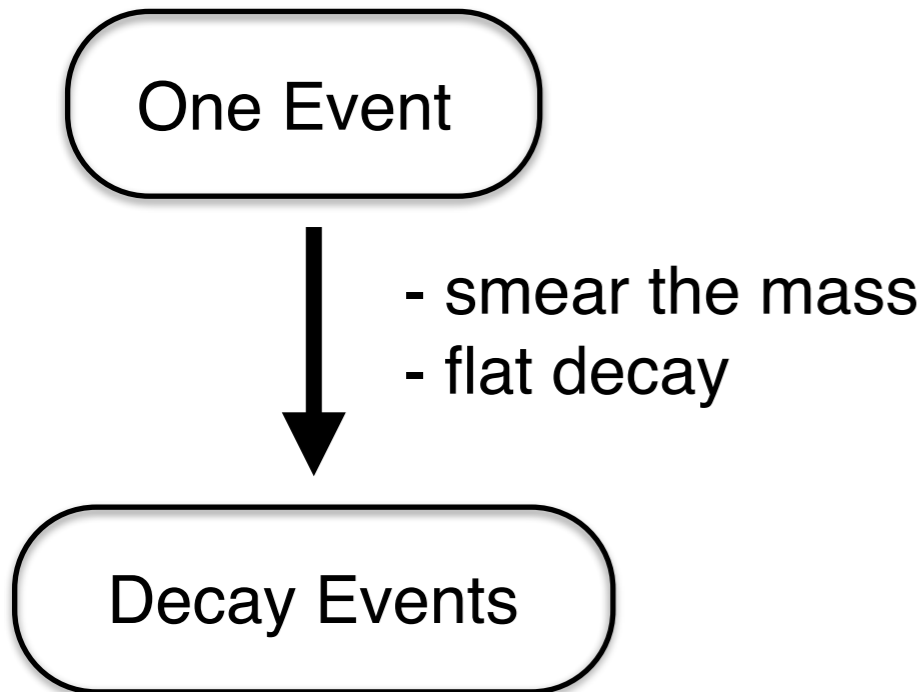 One Event
- smear the mass
- flat decay
Decay Events